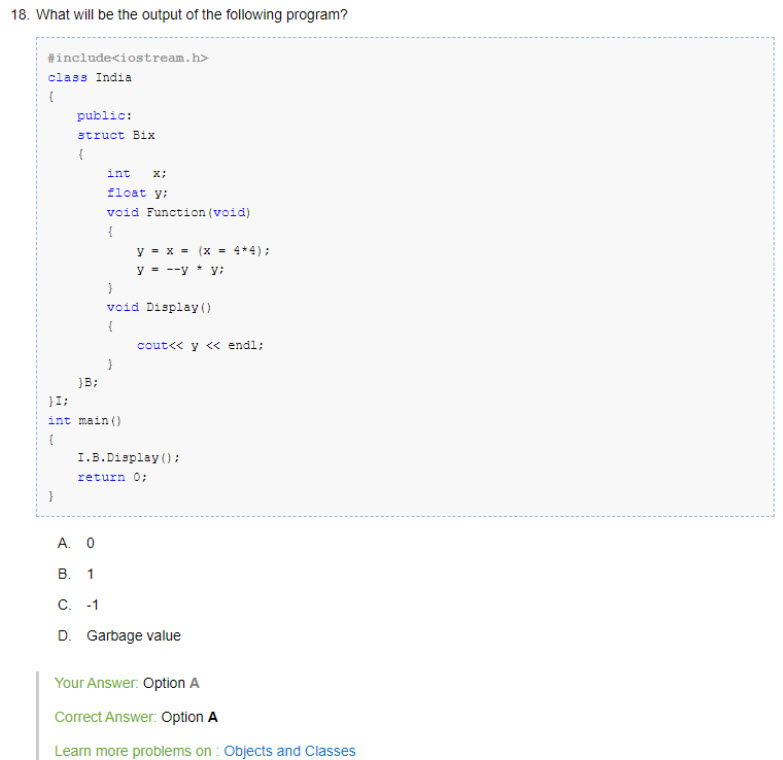 18. What will be the output of the following program?
#include<iostream.h>
class India
{
public:
struct Bix
{
int x;
float y;
void Function(void)
{
y = x = (x = 4*4);
y = --y * y;
}
void Display()
{
cout<< y << endl;
}
}B;
}I;
int main()
{
I.B.Display();
return 0;
}
A. 0
B. 1
C. -1
D. Garbage value
Your Answer: Option A
Correct Answer: Option A
Learn more problems on : Objects and Classes